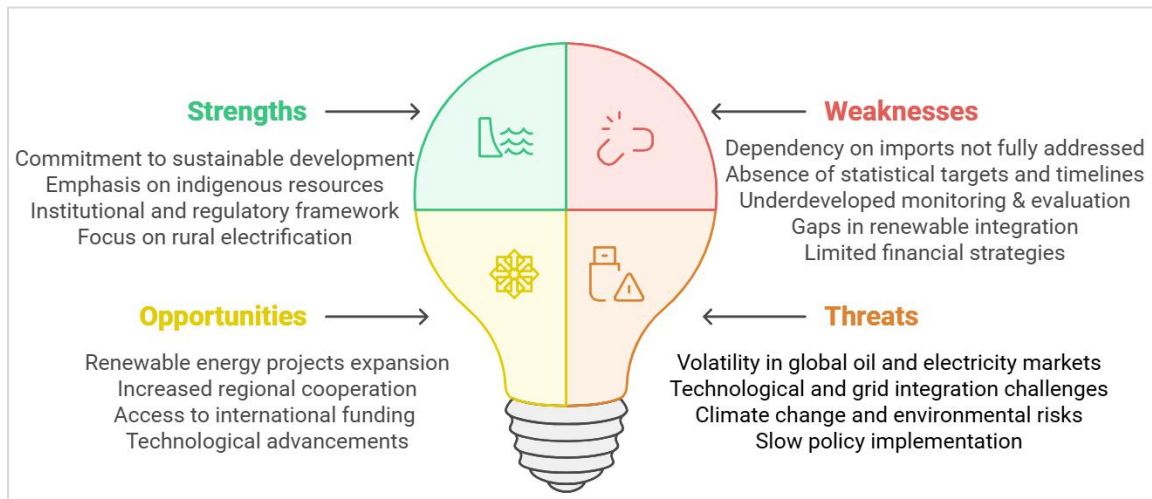 Strengths
Commitment to sustainable development
Emphasis on indigenous resources
Institutional and regulatory framework
Focus on rural electrification
Weaknesses
Dependency on imports not fully addressed
Absence of statistical targets and timelines
Underdeveloped monitoring & evaluation
Gaps in renewable integration
Limited financial strategies
Opportunities
Renewable energy projects expansion
Increased regional cooperation
Access to international funding
Technological advancements
Threats
Volatility in global oil and electricity markets
Technological and grid integration challenges
Climate change and environmental risks
Slow policy implementation